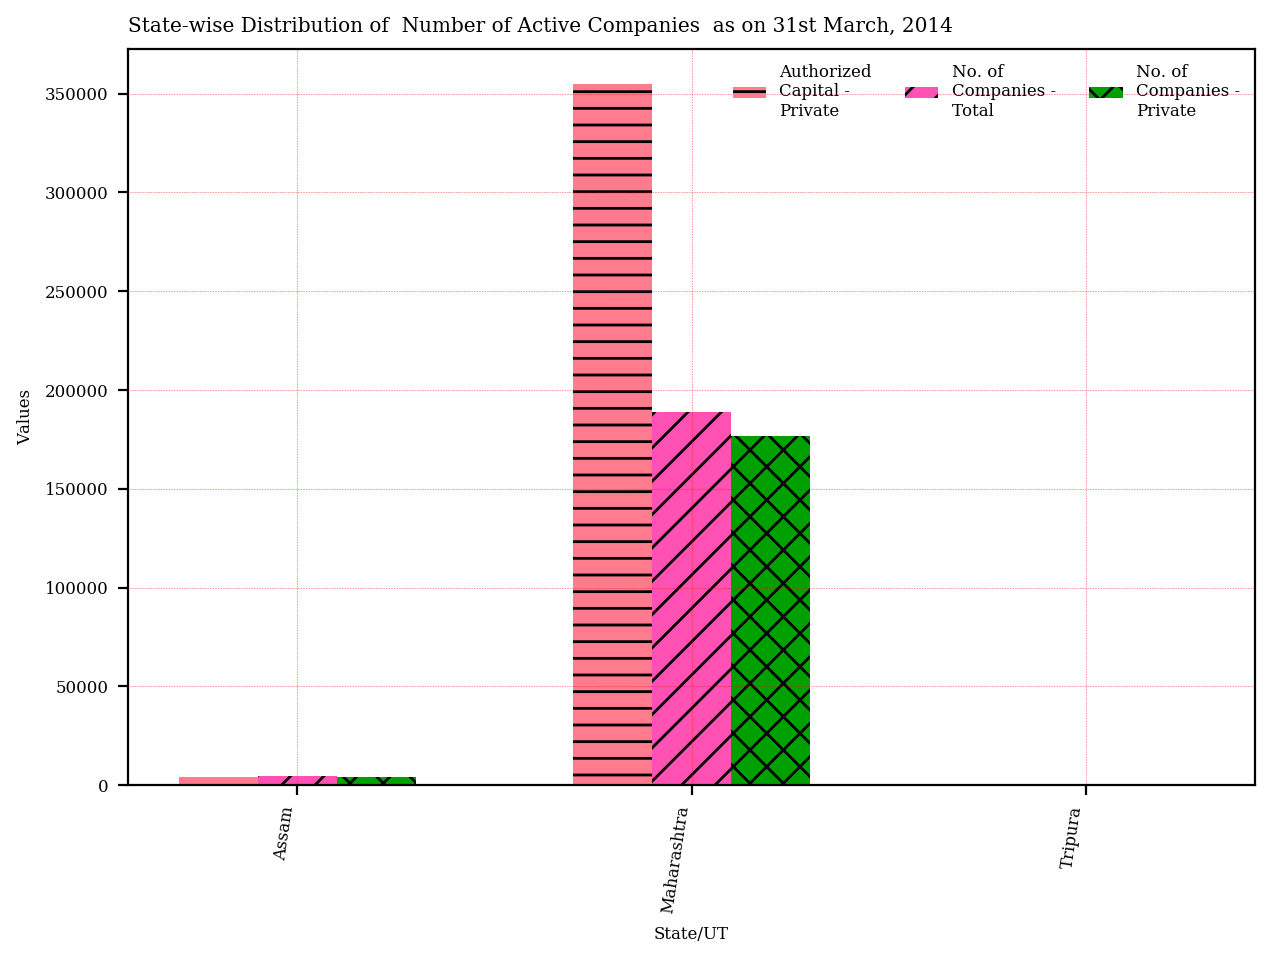 State-wise Distribution of  Number of Active Companies  as on 31st March, 2014
Authorized
Capital -
Private
No. of
Companies -
Total
No. of
Companies -
Private
Values
350000
300000
250000
200000
150000
100000
50000
0
Assam
Maharashtra
Tripura
State/UT